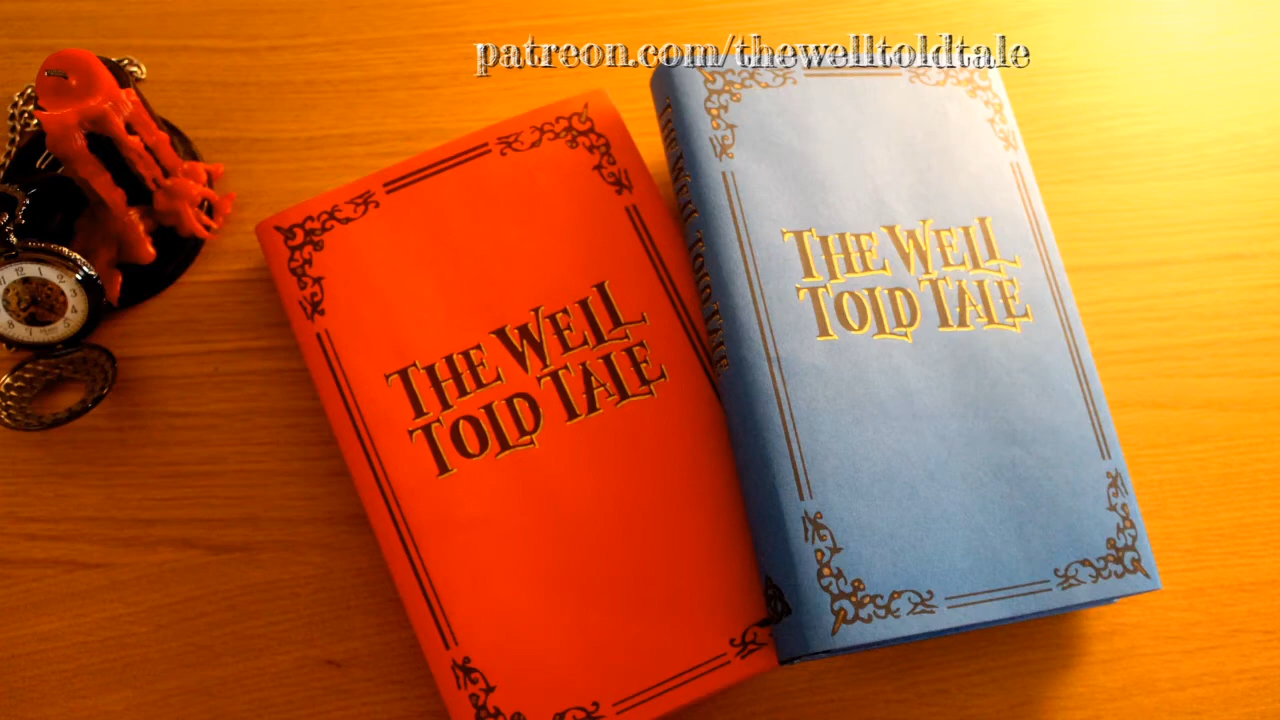 patreon.com/thewelltoldtale
THE WELL
TOLD TALE
THE WELL TOLD TALE
THE WELL
TOLD TALE